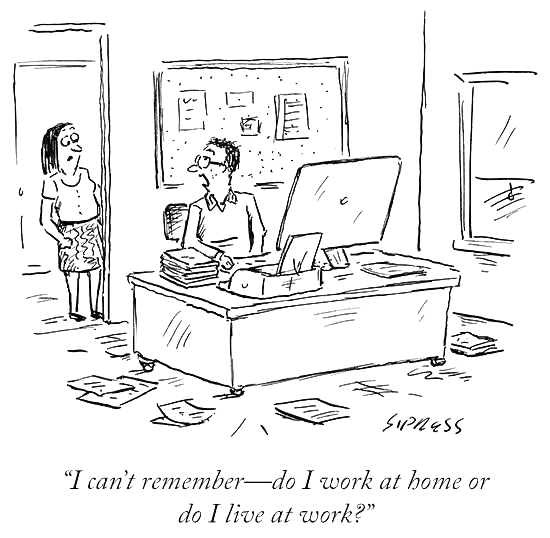 SIPRESS
“I can’t remember—do I work at home or
do I live at work?”